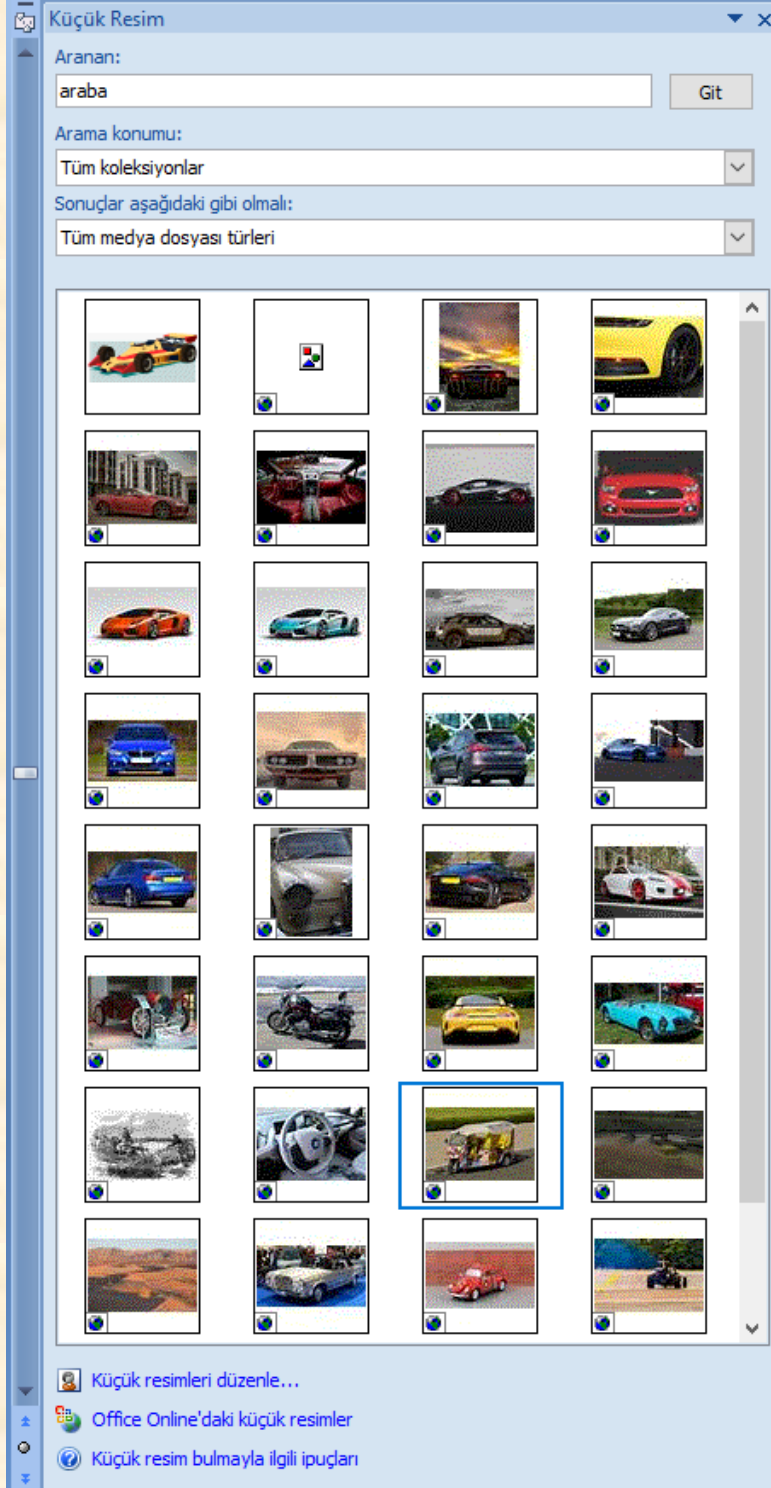 Küçük Resim
Aranan:
araba
Git
Arama konumu:
Tüm koleksiyonlar
Sonuçlar aşağıdaki gibi olmalı:
Tüm medya dosyası türleri
Küçük resimleri düzenle...
Office Online'daki küçük resimler
Küçük resim bulmayla ilgili ipuçları